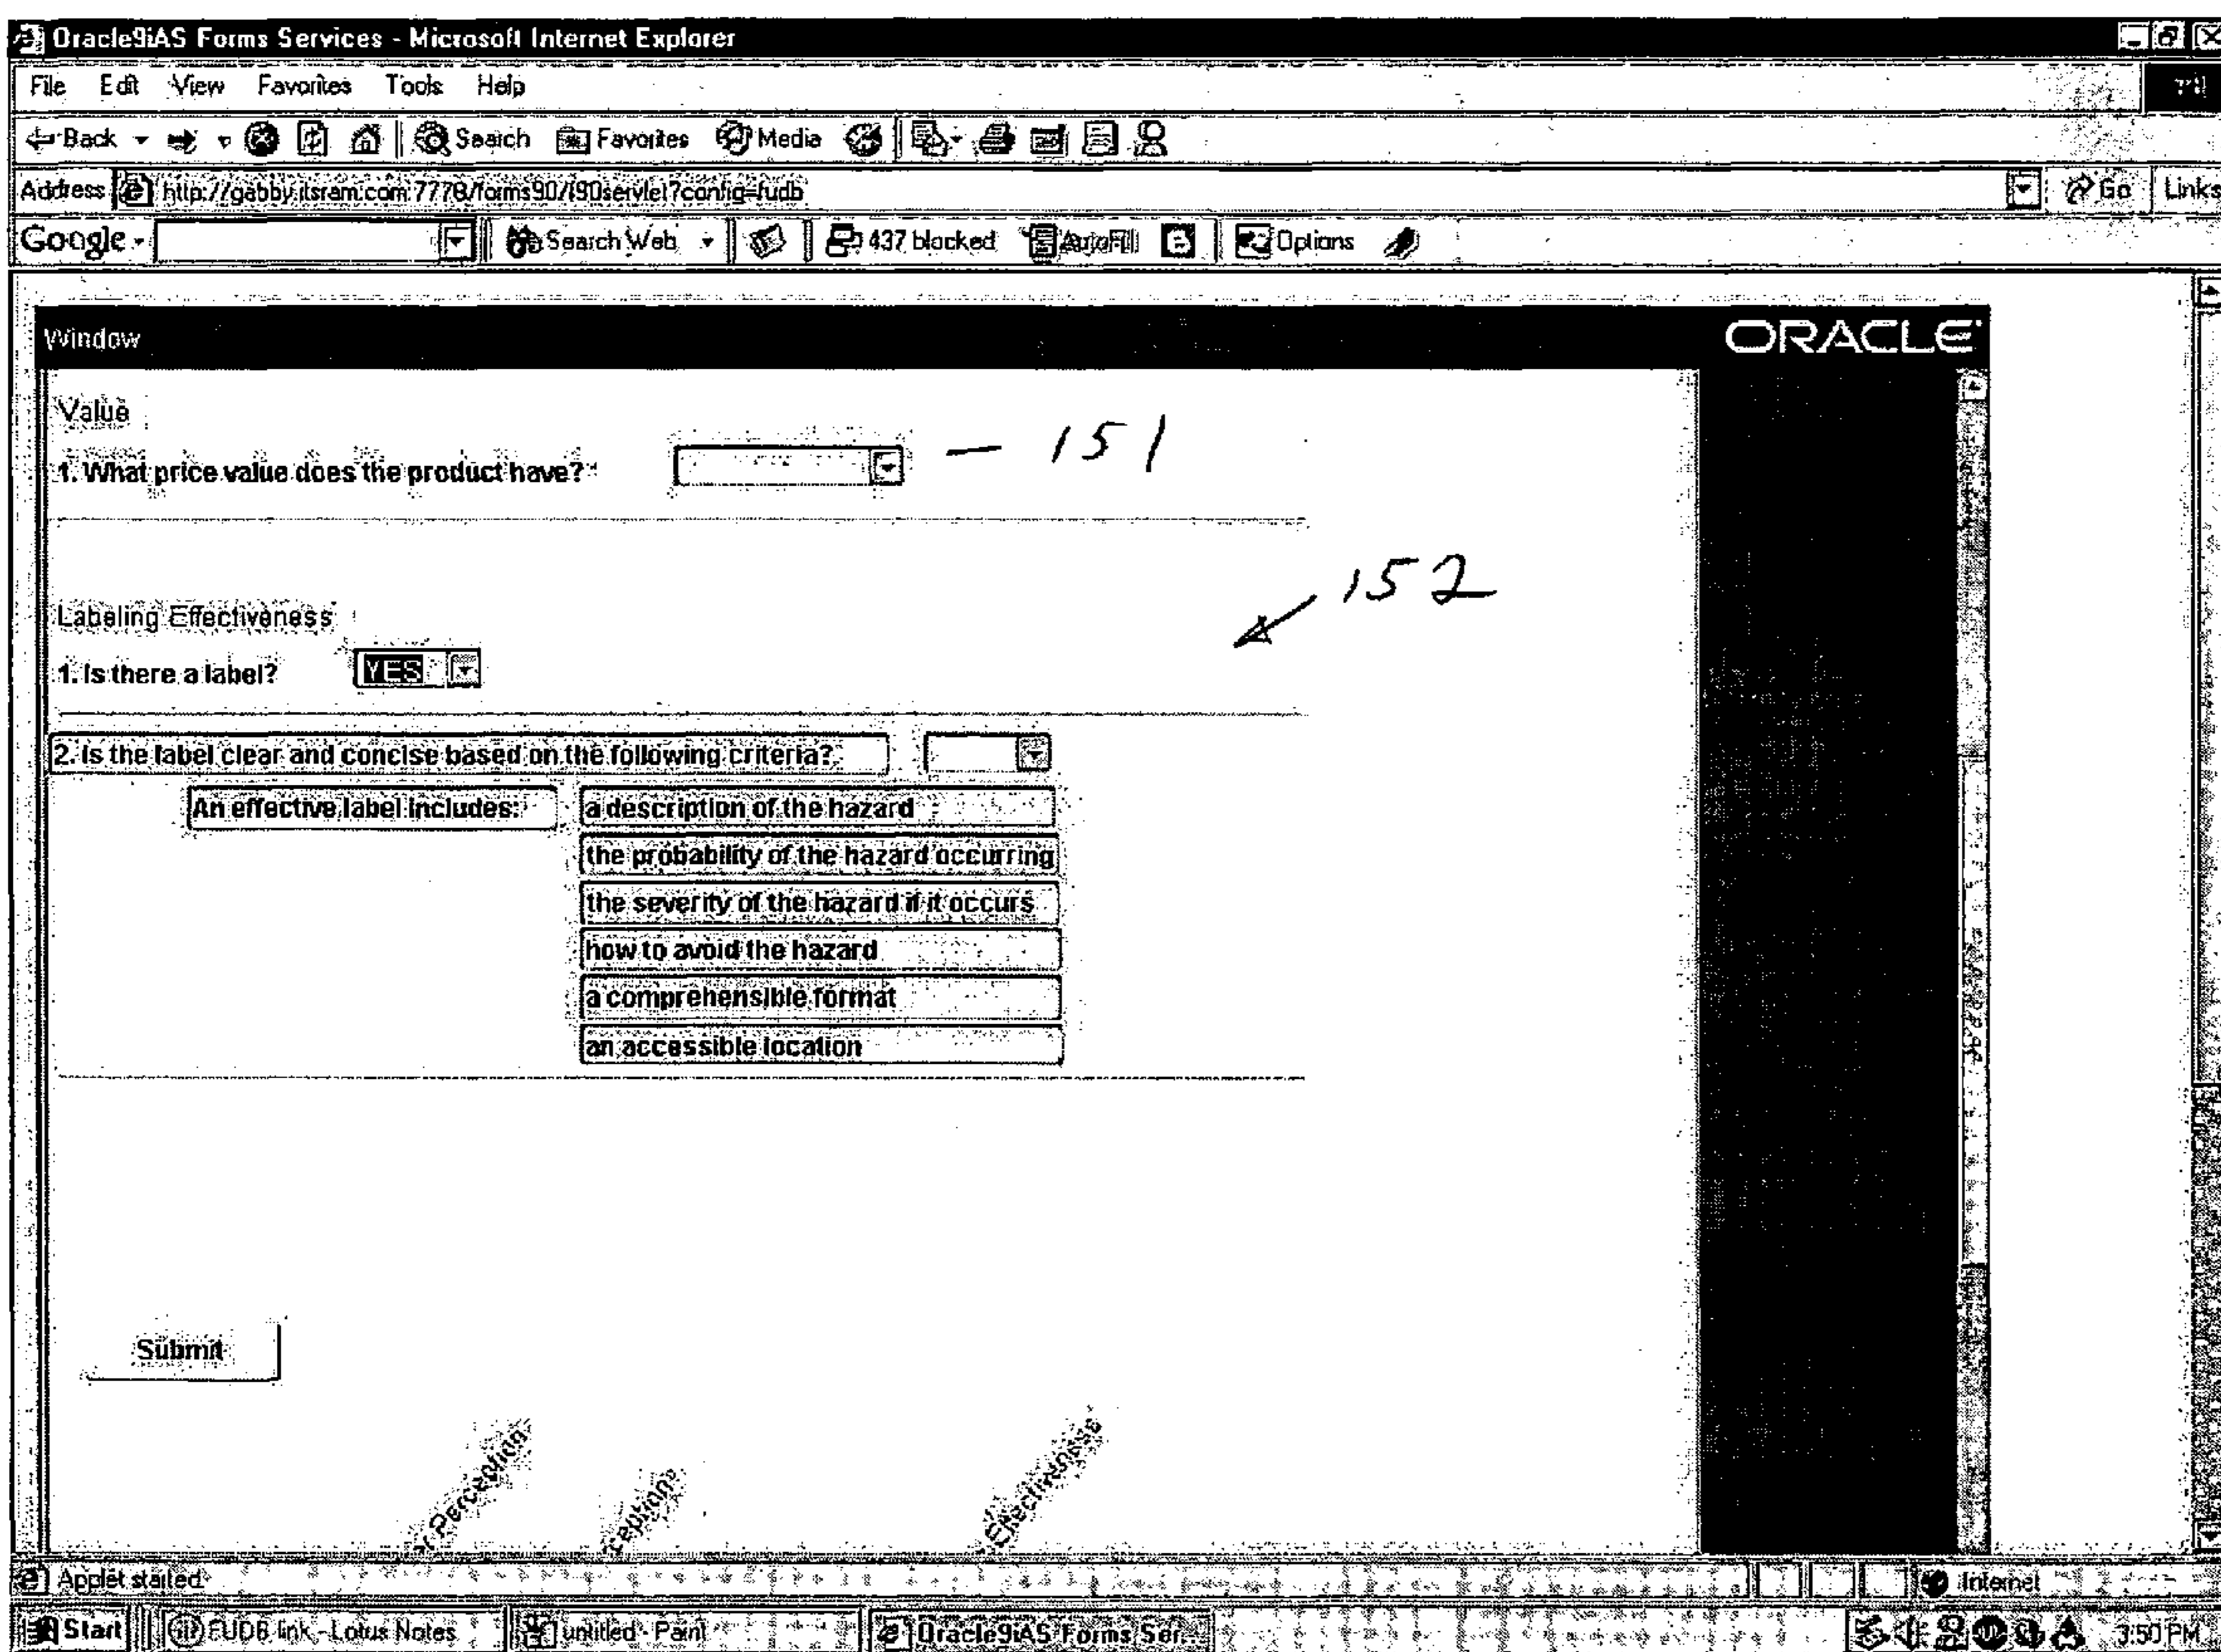 Oracle9iAS Forms Services - Microsoft Internet Explorer
File Edit View Favorites Tools Help
Back Search Favorites Media
Address http://gabby.itsram.com:7778/forms90/f90servlet?config=fudb Go Links
Google Search Web 437 blocked AutoFill Options
Window ORACLE
Value
1. What price value does the product have? — 151
152
Labeling Effectiveness
1. Is there a label? YES
2. Is the label clear and concise based on the following criteria?
An effective label includes: a description of the hazard
the probability of the hazard occurring
the severity of the hazard if it occurs
how to avoid the hazard
a comprehensible format
an accessible location
Submit
Perception
Effectiveness
Applet started. Internet
Start FUDB link - Lotus Notes untitled - Paint Oracle9iAS Forms Ser... 3:50 PM